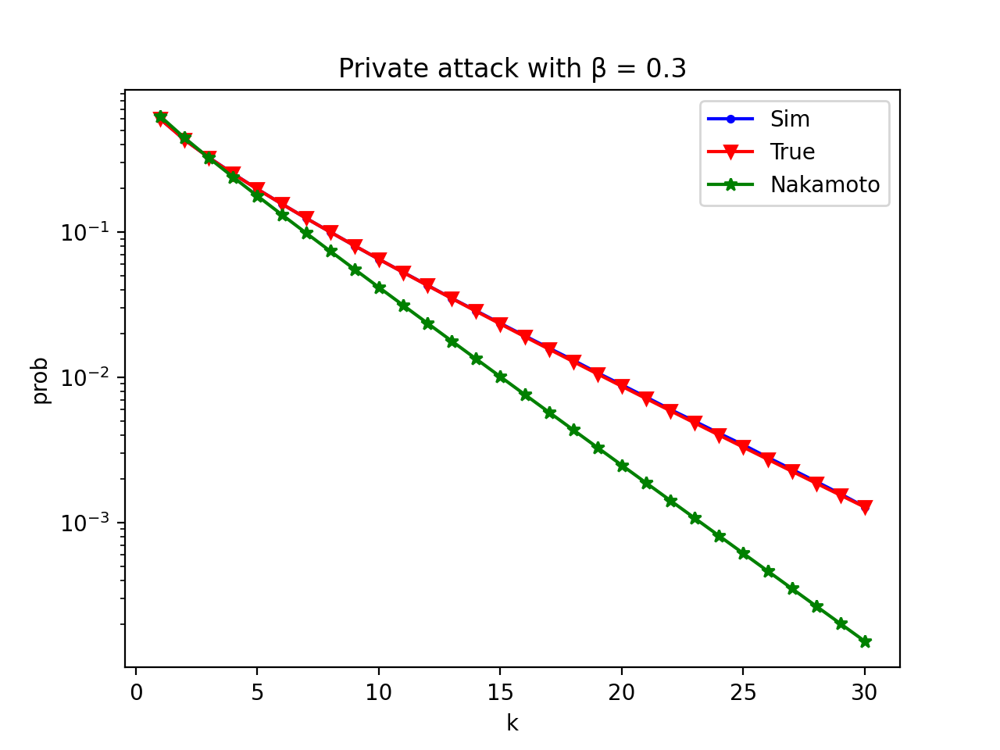 Private attack with β = 0.3
Sim
True
Nakamoto
prob
10⁻¹
10⁻²
10⁻³
0 5 10 15 20 25 30
k